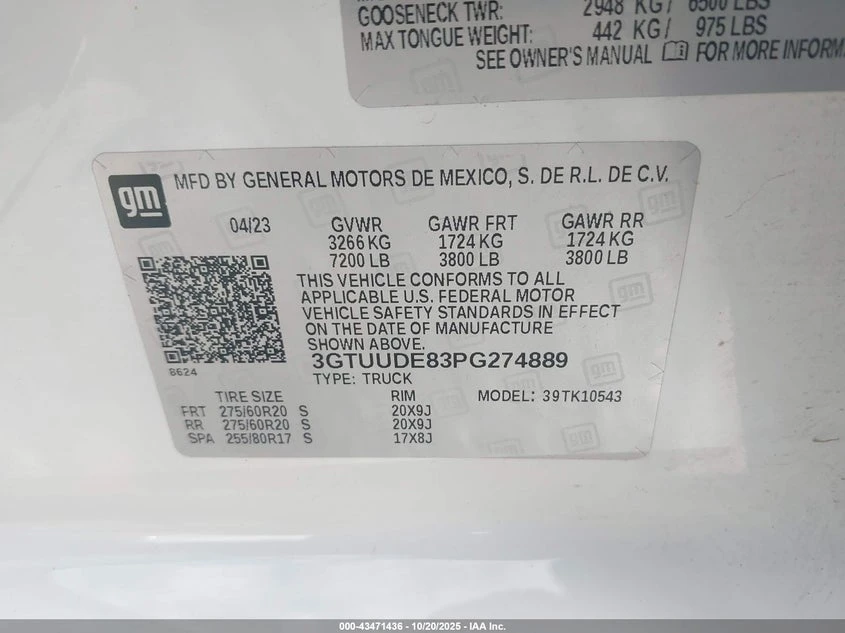 GOOSENECK TWR: 2948 KG / 6500 LBS
MAX TONGUE WEIGHT: 442 KG / 975 LBS
SEE OWNER'S MANUAL FOR MORE INFORM
gm
MFD BY GENERAL MOTORS DE MEXICO, S. DE R.L. DE C.V.
04/23 GVWR GAWR FRT GAWR RR
3266 KG 1724 KG 1724 KG
7200 LB 3800 LB 3800 LB
THIS VEHICLE CONFORMS TO ALL
APPLICABLE U.S. FEDERAL MOTOR
VEHICLE SAFETY STANDARDS IN EFFECT
ON THE DATE OF MANUFACTURE
SHOWN ABOVE.
3GTUUDE83PG274889
8624
TYPE: TRUCK
TIRE SIZE RIM MODEL: 39TK10543
FRT 275/60R20 S 20X9J
RR 275/60R20 S 20X9J
SPA 255/80R17 S 17X8J
000-43471436 - 10/20/2025 - IAA Inc.